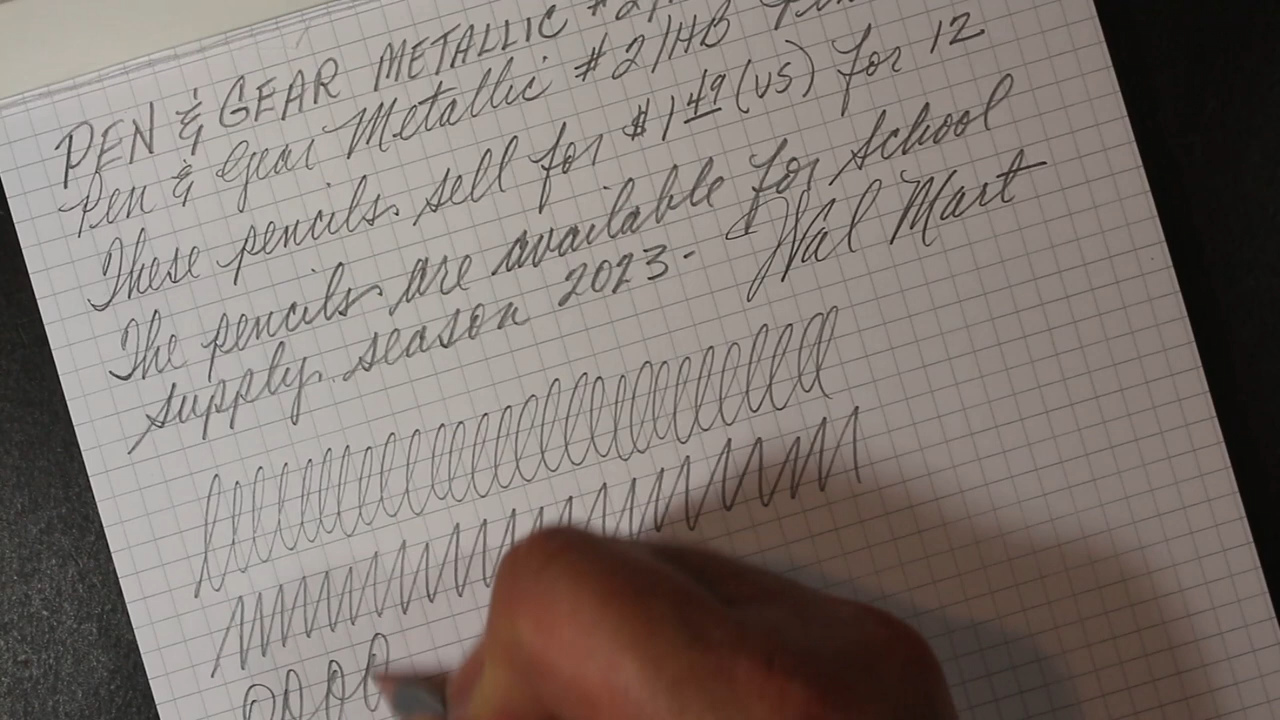 PEN & GEAR METALLIC
Pen & Gear Metallic #2/HB
These pencils sell for $1 49 (US) for 12
The pencils are available for school
supply season 2023 - Wal Mart